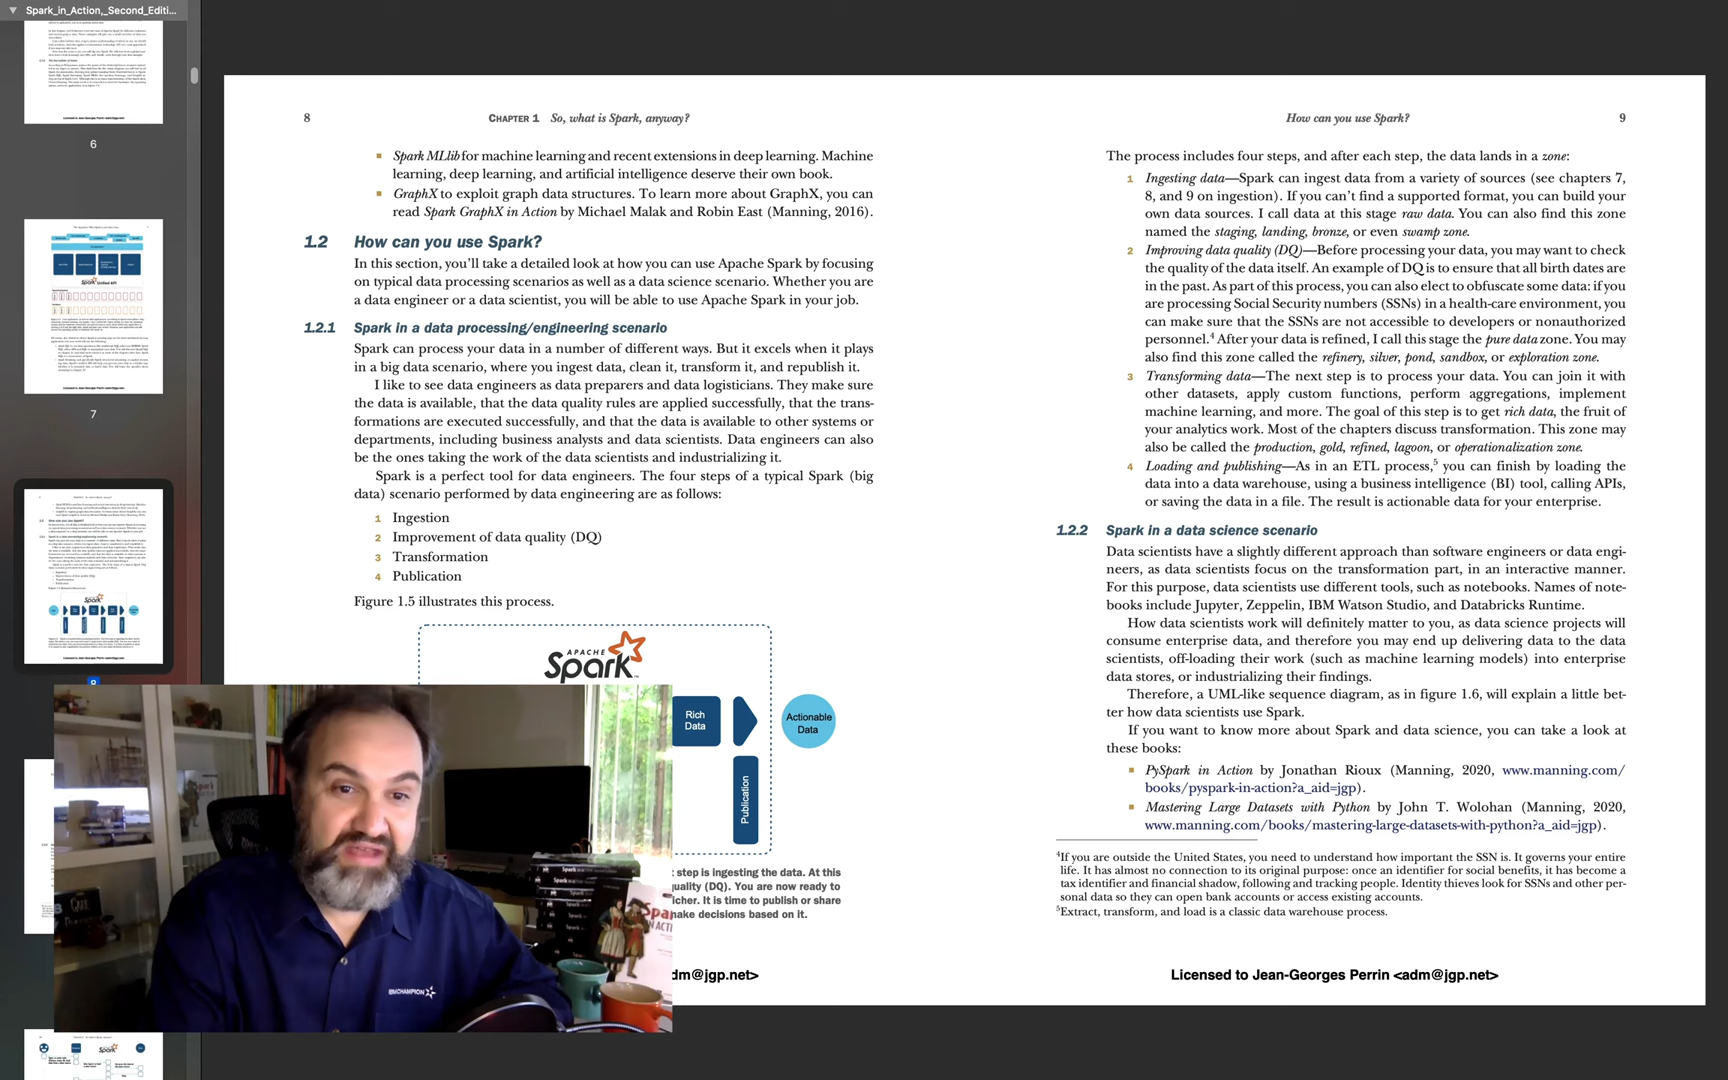 Spark_in_Action,_Second_Editi...
6
7
8
8
CHAPTER 1 So, what is Spark, anyway?
Spark MLlib for machine learning and recent extensions in deep learning. Machine
learning, deep learning, and artificial intelligence deserve their own book.
GraphX to exploit graph data structures. To learn more about GraphX, you can
read Spark GraphX in Action by Michael Malak and Robin East (Manning, 2016).
1.2 How can you use Spark?
In this section, you'll take a detailed look at how you can use Apache Spark by focusing
on typical data processing scenarios as well as a data science scenario. Whether you are
a data engineer or a data scientist, you will be able to use Apache Spark in your job.
1.2.1 Spark in a data processing/engineering scenario
Spark can process your data in a number of different ways. But it excels when it plays
in a big data scenario, where you ingest data, clean it, transform it, and republish it.
I like to see data engineers as data preparers and data logisticians. They make sure
the data is available, that the data quality rules are applied successfully, that the trans-
formations are executed successfully, and that the data is available to other systems or
departments, including business analysts and data scientists. Data engineers can also
be the ones taking the work of the data scientists and industrializing it.
Spark is a perfect tool for data engineers. The four steps of a typical Spark (big
data) scenario performed by data engineering are as follows:
1 Ingestion
2 Improvement of data quality (DQ)
3 Transformation
4 Publication
Figure 1.5 illustrates this process.
APACHE
Spark
Rich
Data
Actionable
Data
Publication
step is ingesting the data. At this
uality (DQ). You are now ready to
icher. It is time to publish or share
make decisions based on it.
adm@jgp.net>
IBM CHAMPION
How can you use Spark?
9
The process includes four steps, and after each step, the data lands in a zone:
1 Ingesting data—Spark can ingest data from a variety of sources (see chapters 7,
8, and 9 on ingestion). If you can't find a supported format, you can build your
own data sources. I call data at this stage raw data. You can also find this zone
named the staging, landing, bronze, or even swamp zone.
2 Improving data quality (DQ)—Before processing your data, you may want to check
the quality of the data itself. An example of DQ is to ensure that all birth dates are
in the past. As part of this process, you can also elect to obfuscate some data: if you
are processing Social Security numbers (SSNs) in a health-care environment, you
can make sure that the SSNs are not accessible to developers or nonauthorized
personnel.4 After your data is refined, I call this stage the pure data zone. You may
also find this zone called the refinery, silver, pond, sandbox, or exploration zone.
3 Transforming data—The next step is to process your data. You can join it with
other datasets, apply custom functions, perform aggregations, implement
machine learning, and more. The goal of this step is to get rich data, the fruit of
your analytics work. Most of the chapters discuss transformation. This zone may
also be called the production, gold, refined, lagoon, or operationalization zone.
4 Loading and publishing—As in an ETL process,5 you can finish by loading the
data into a data warehouse, using a business intelligence (BI) tool, calling APIs,
or saving the data in a file. The result is actionable data for your enterprise.
1.2.2 Spark in a data science scenario
Data scientists have a slightly different approach than software engineers or data engi-
neers, as data scientists focus on the transformation part, in an interactive manner.
For this purpose, data scientists use different tools, such as notebooks. Names of note-
books include Jupyter, Zeppelin, IBM Watson Studio, and Databricks Runtime.
How data scientists work will definitely matter to you, as data science projects will
consume enterprise data, and therefore you may end up delivering data to the data
scientists, off-loading their work (such as machine learning models) into enterprise
data stores, or industrializing their findings.
Therefore, a UML-like sequence diagram, as in figure 1.6, will explain a little bet-
ter how data scientists use Spark.
If you want to know more about Spark and data science, you can take a look at
these books:
PySpark in Action by Jonathan Rioux (Manning, 2020, www.manning.com/
books/pyspark-in-action?a_aid=jgp).
Mastering Large Datasets with Python by John T. Wolohan (Manning, 2020,
www.manning.com/books/mastering-large-datasets-with-python?a_aid=jgp).
4If you are outside the United States, you need to understand how important the SSN is. It governs your entire
life. It has almost no connection to its original purpose: once an identifier for social benefits, it has become a
tax identifier and financial shadow, following and tracking people. Identity thieves look for SSNs and other per-
sonal data so they can open bank accounts or access existing accounts.
5Extract, transform, and load is a classic data warehouse process.
Licensed to Jean-Georges Perrin <adm@jgp.net>